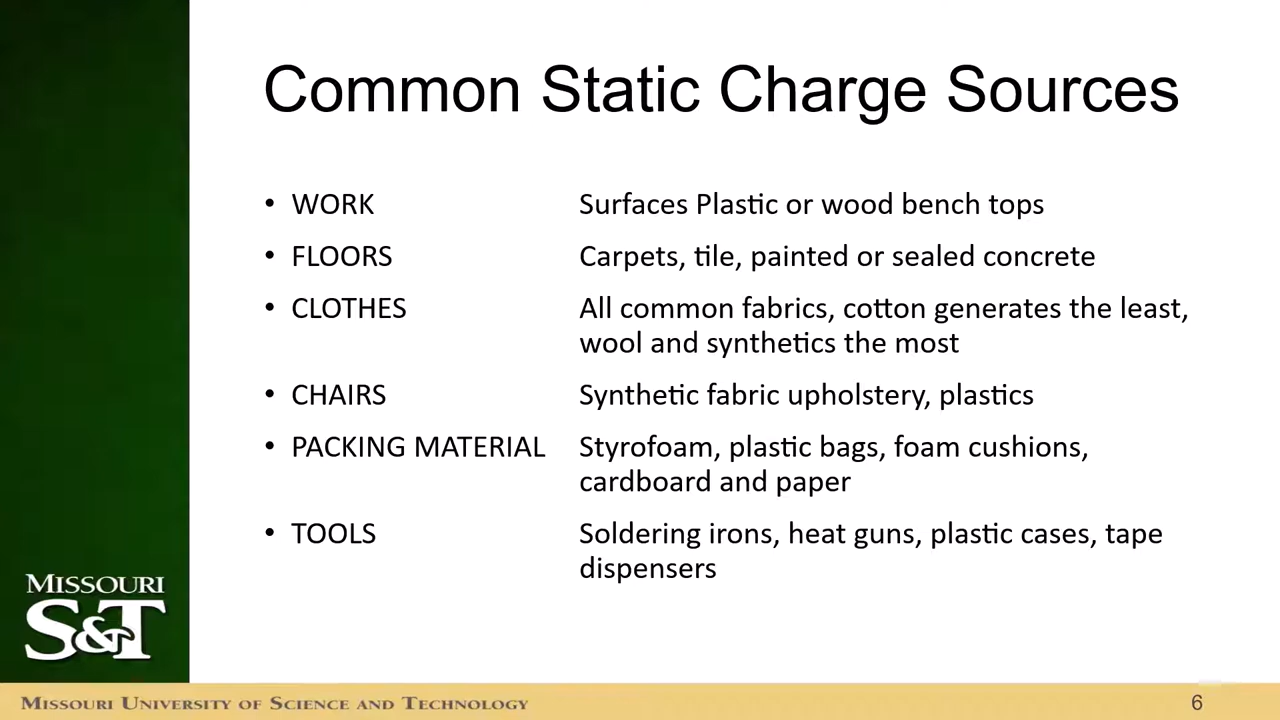 Common Static Charge Sources
• WORK Surfaces Plastic or wood bench tops
• FLOORS Carpets, tile, painted or sealed concrete
• CLOTHES All common fabrics, cotton generates the least,
wool and synthetics the most
• CHAIRS Synthetic fabric upholstery, plastics
• PACKING MATERIAL Styrofoam, plastic bags, foam cushions,
cardboard and paper
• TOOLS Soldering irons, heat guns, plastic cases, tape
dispensers
MISSOURI
S&T
MISSOURI UNIVERSITY OF SCIENCE AND TECHNOLOGY
6